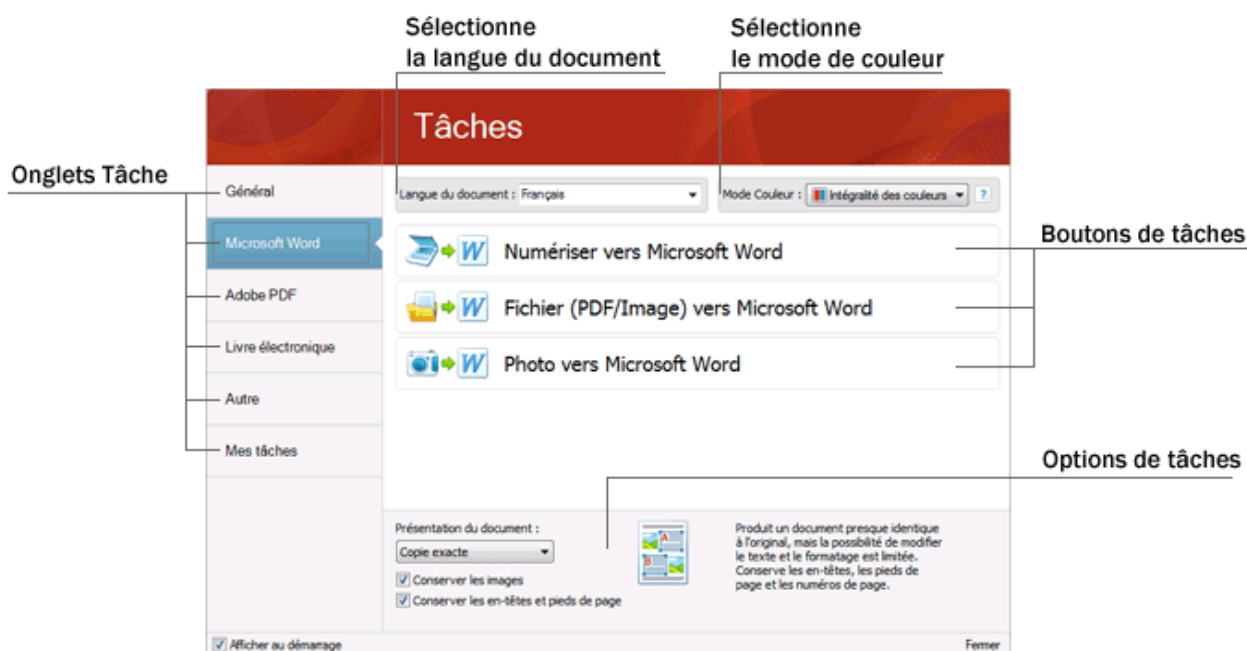 Sélectionne
la langue du document
Sélectionne
le mode de couleur
Tâches
Onglets Tâche
Général
Langue du document : Français
Mode Couleur : Intégralité des couleurs ?
Microsoft Word
Numériser vers Microsoft Word
Boutons de tâches
Adobe PDF
Fichier (PDF/Image) vers Microsoft Word
Livre électronique
Photo vers Microsoft Word
Autre
Mes tâches
Options de tâches
Présentation du document :
Copie exacte
Conserver les images
Conserver les en-têtes et pieds de page
A
B
Produit un document presque identique
à l'original, mais la possibilité de modifier
le texte et le formatage est limitée.
Conserve les en-têtes, les pieds de
page et les numéros de page.
Afficher au démarrage
Fermer